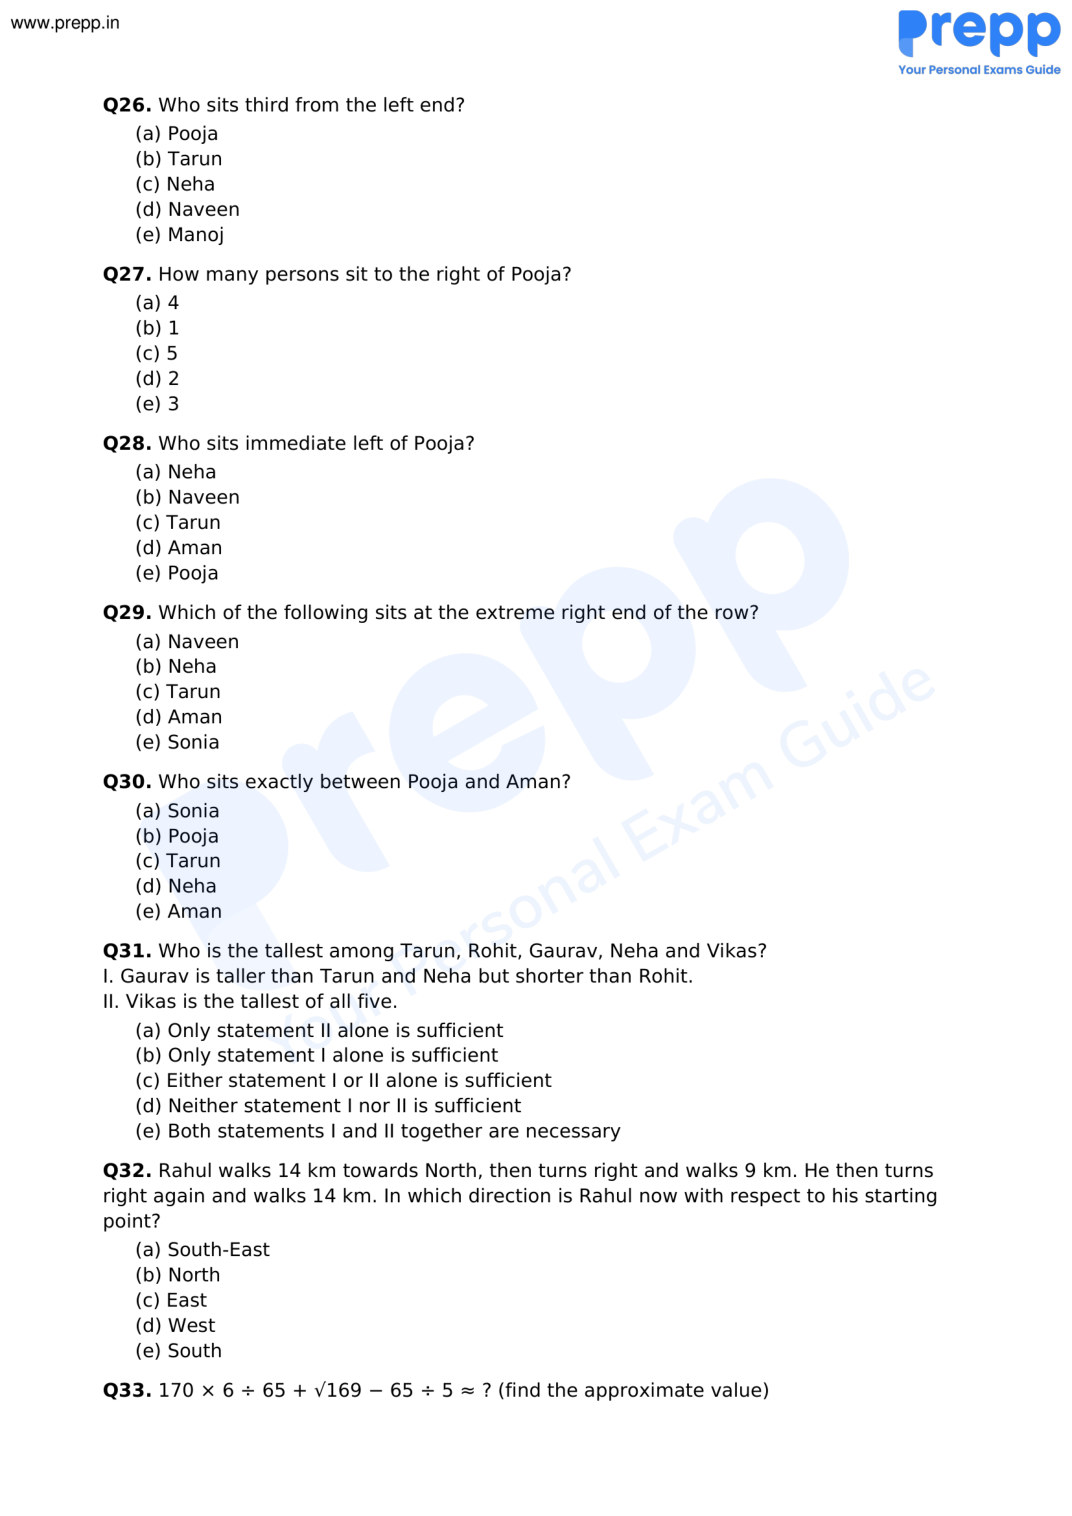 www.prepp.in
Prepp
Your Personal Exams Guide
Q26. Who sits third from the left end?
(a) Pooja
(b) Tarun
(c) Neha
(d) Naveen
(e) Manoj
Q27. How many persons sit to the right of Pooja?
(a) 4
(b) 1
(c) 5
(d) 2
(e) 3
Q28. Who sits immediate left of Pooja?
(a) Neha
(b) Naveen
(c) Tarun
(d) Aman
(e) Pooja
Q29. Which of the following sits at the extreme right end of the row?
(a) Naveen
(b) Neha
(c) Tarun
(d) Aman
(e) Sonia
Q30. Who sits exactly between Pooja and Aman?
(a) Sonia
(b) Pooja
(c) Tarun
(d) Neha
(e) Aman
Q31. Who is the tallest among Tarun, Rohit, Gaurav, Neha and Vikas?
I. Gaurav is taller than Tarun and Neha but shorter than Rohit.
II. Vikas is the tallest of all five.
(a) Only statement II alone is sufficient
(b) Only statement I alone is sufficient
(c) Either statement I or II alone is sufficient
(d) Neither statement I nor II is sufficient
(e) Both statements I and II together are necessary
Q32. Rahul walks 14 km towards North, then turns right and walks 9 km. He then turns
right again and walks 14 km. In which direction is Rahul now with respect to his starting
point?
(a) South-East
(b) North
(c) East
(d) West
(e) South
Q33. 170 × 6 ÷ 65 + √169 − 65 ÷ 5 ≈ ? (find the approximate value)
Prepp
Your Personal Exam Guide